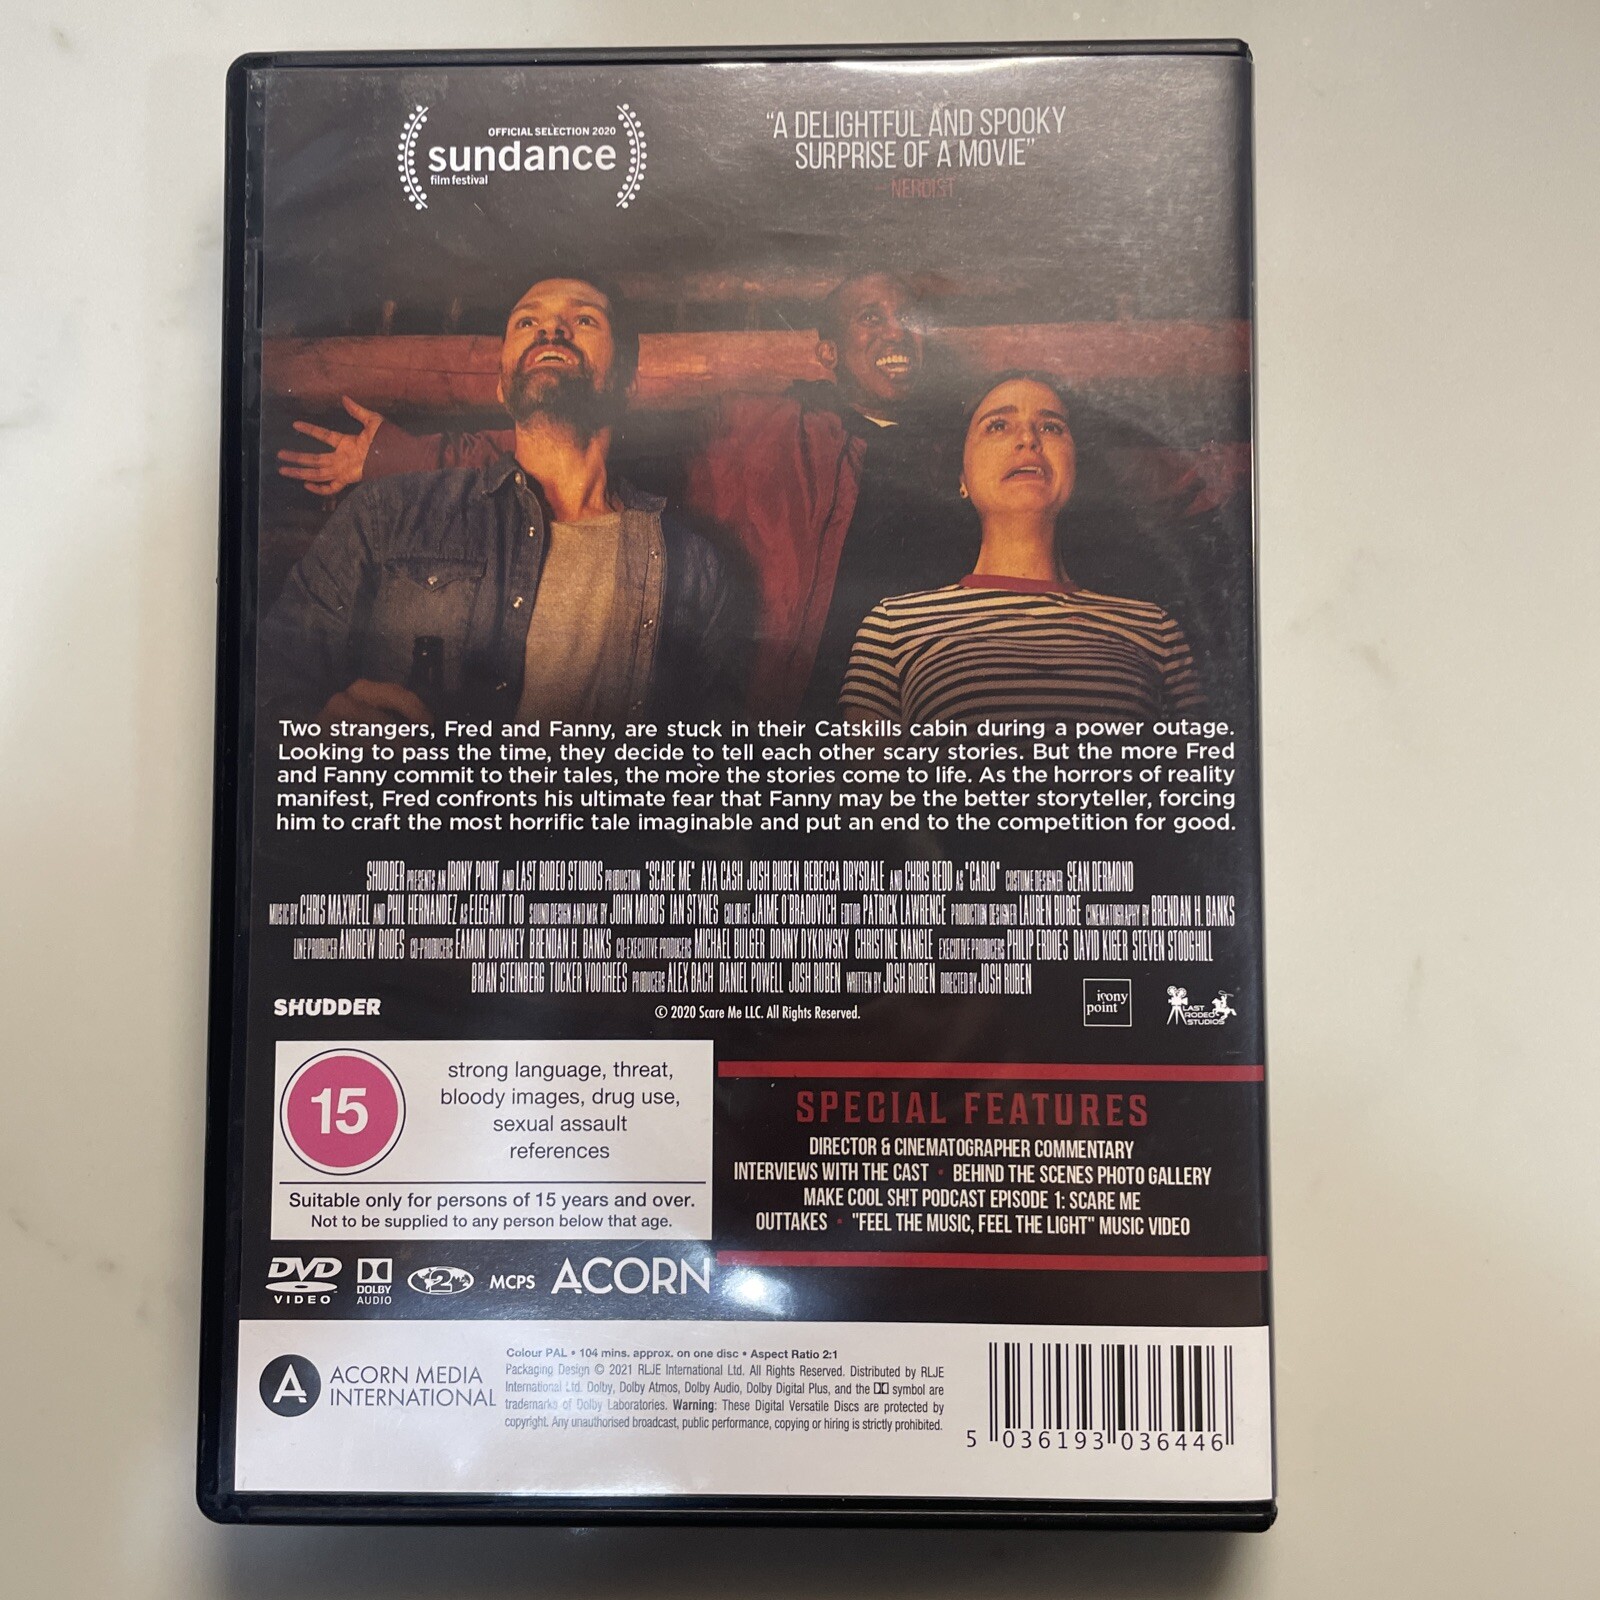 OFFICIAL SELECTION 2020
sundance
film festival
"A DELIGHTFUL AND SPOOKY
SURPRISE OF A MOVIE"
- NERDIST
Two strangers, Fred and Fanny, are stuck in their Catskills cabin during a power outage.
Looking to pass the time, they decide to tell each other scary stories. But the more Fred
and Fanny commit to their tales, the more the stories come to life. As the horrors of reality
manifest, Fred confronts his ultimate fear that Fanny may be the better storyteller, forcing
him to craft the most horrific tale imaginable and put an end to the competition for good.
SHUDDER PRESENTS AN IRONY POINT AND LAST RODEO STUDIOS PRODUCTION "SCARE ME" AYA CASH JOSH RUBEN REBECCA DRYSDALE AND CHRIS REDD AS "CARLO" COSTUME DESIGNER SEAN DERMOND
MUSIC BY CHRIS MAXWELL AND PHIL HERNANDEZ AS ELEGANT TOO SOUND DESIGN AND MIX BY JOHN MOROS IAN STYNES COLORIST JAIME O'BRADOVICH EDITOR PATRICK LAWRENCE PRODUCTION DESIGNER LAUREN BURGE CINEMATOGRAPHY BY BRENDAN H. BANKS
LINE PRODUCER ANDREW RODES CO-PRODUCERS EAMON DOWNEY BRENDAN H. BANKS CO-EXECUTIVE PRODUCERS MICHAEL BOLGER DONNY DYKOWSKY CHRISTINE NANGLE EXECUTIVE PRODUCERS PHILIP ERDOES DAVID KIGER STEVEN STODGHILL
BRIAN STEINBERG TUCKER VOORHEES PRODUCERS ALEX BACH DANIEL POWELL JOSH RUBEN WRITTEN BY JOSH RUBEN DIRECTED BY JOSH RUBEN
SHUDDER
© 2020 Scare Me LLC. All Rights Reserved.
irony
point
LAST
RODEO
STUDIOS
15
strong language, threat,
bloody images, drug use,
sexual assault
references
Suitable only for persons of 15 years and over.
Not to be supplied to any person below that age.
SPECIAL FEATURES
DIRECTOR & CINEMATOGRAPHER COMMENTARY
INTERVIEWS WITH THE CAST • BEHIND THE SCENES PHOTO GALLERY
MAKE COOL SH!T PODCAST EPISODE 1: SCARE ME
OUTTAKES • "FEEL THE MUSIC, FEEL THE LIGHT" MUSIC VIDEO
DVD
VIDEO
DOLBY
AUDIO
2
MCPS
ACORN
A
ACORN MEDIA
INTERNATIONAL
Colour PAL • 104 mins. approx. on one disc • Aspect Ratio 2:1
Packaging Design © 2021 RLJE International Ltd. All Rights Reserved. Distributed by RLJE
International Ltd. Dolby, Dolby Atmos, Dolby Audio, Dolby Digital Plus, and the symbol are
trademarks of Dolby Laboratories. Warning: These Digital Versatile Discs are protected by
copyright. Any unauthorised broadcast, public performance, copying or hiring is strictly prohibited.
5 036193 036446